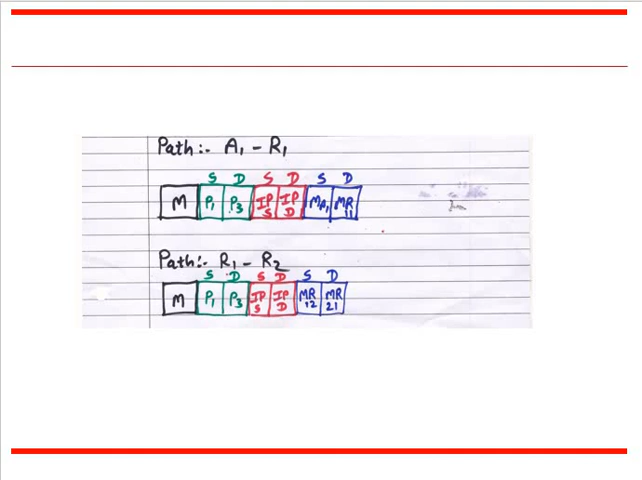 Path:- A1 - R1
S D S D S D
M P1 P3 IP S IP D MA1 MR 11
Path:- R1 - R2
S D S D S D
M P1 P3 IP S IP D MR 12 MR 21